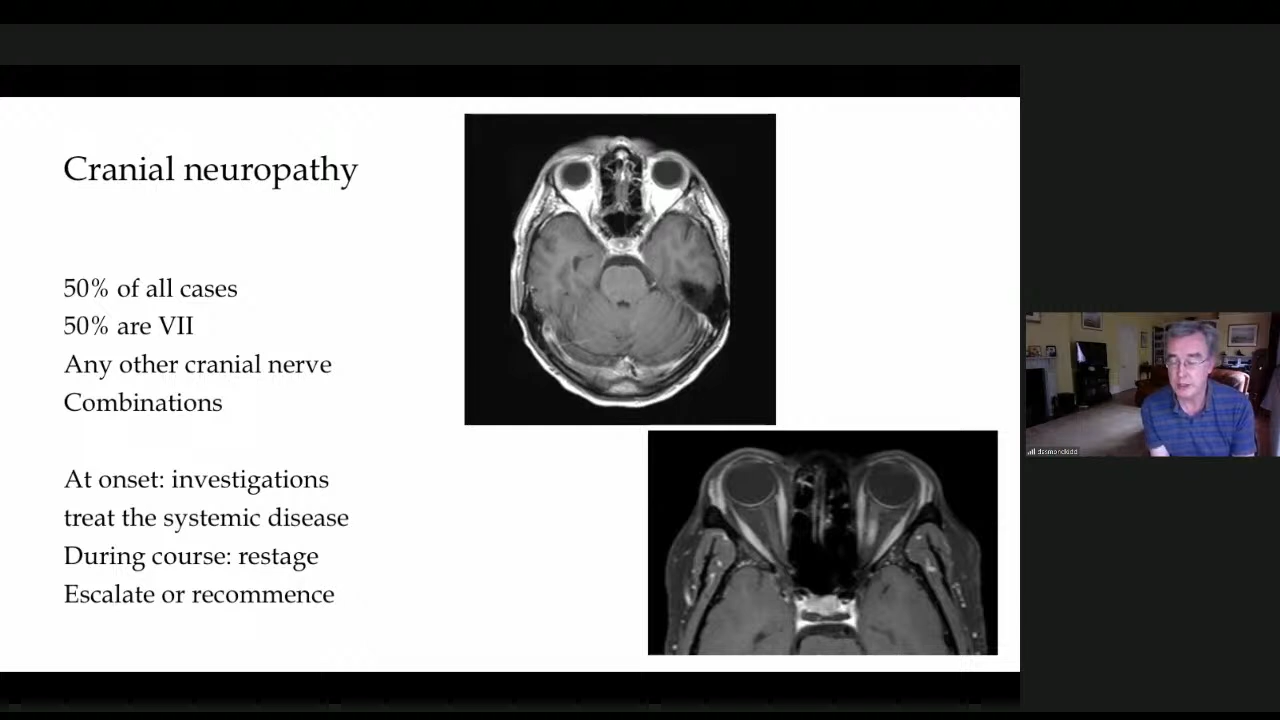 Cranial neuropathy
50% of all cases
50% are VII
Any other cranial nerve
Combinations
At onset: investigations
treat the systemic disease
During course: restage
Escalate or recommence
desmondkidd